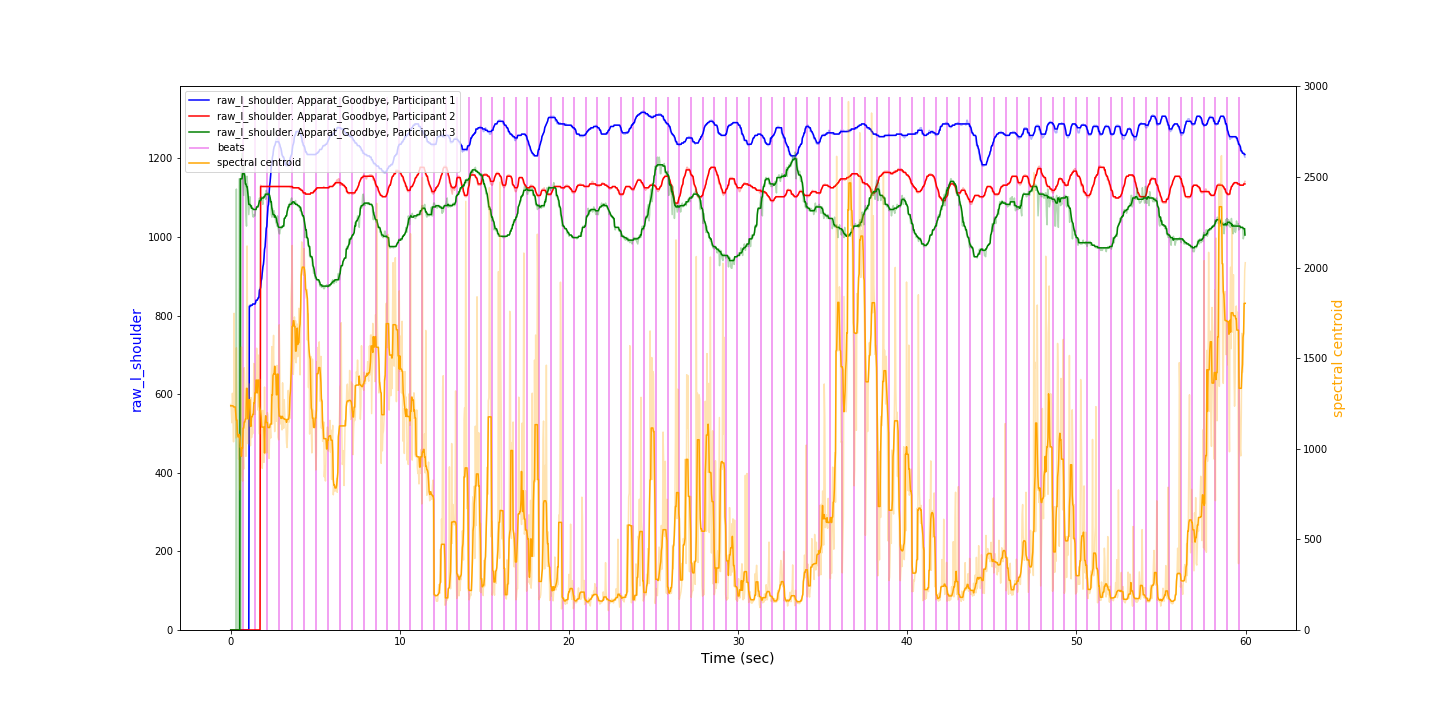 raw_l_shoulder. Apparat_Goodbye, Participant 1
raw_l_shoulder. Apparat_Goodbye, Participant 2
raw_l_shoulder. Apparat_Goodbye, Participant 3
beats
spectral centroid
raw_l_shoulder
0
200
400
600
800
1000
1200
0
10
20
30
40
50
60
Time (sec)
0
500
1000
1500
2000
2500
3000
spectral centroid